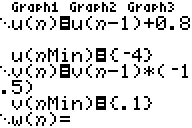 Graph1 Graph2 Graph3
u(n)=u(n-1)+0.8
u(nMin)={-4}
v(n)=v(n-1)*(-1
.5)
v(nMin)={.1}
w(n)=